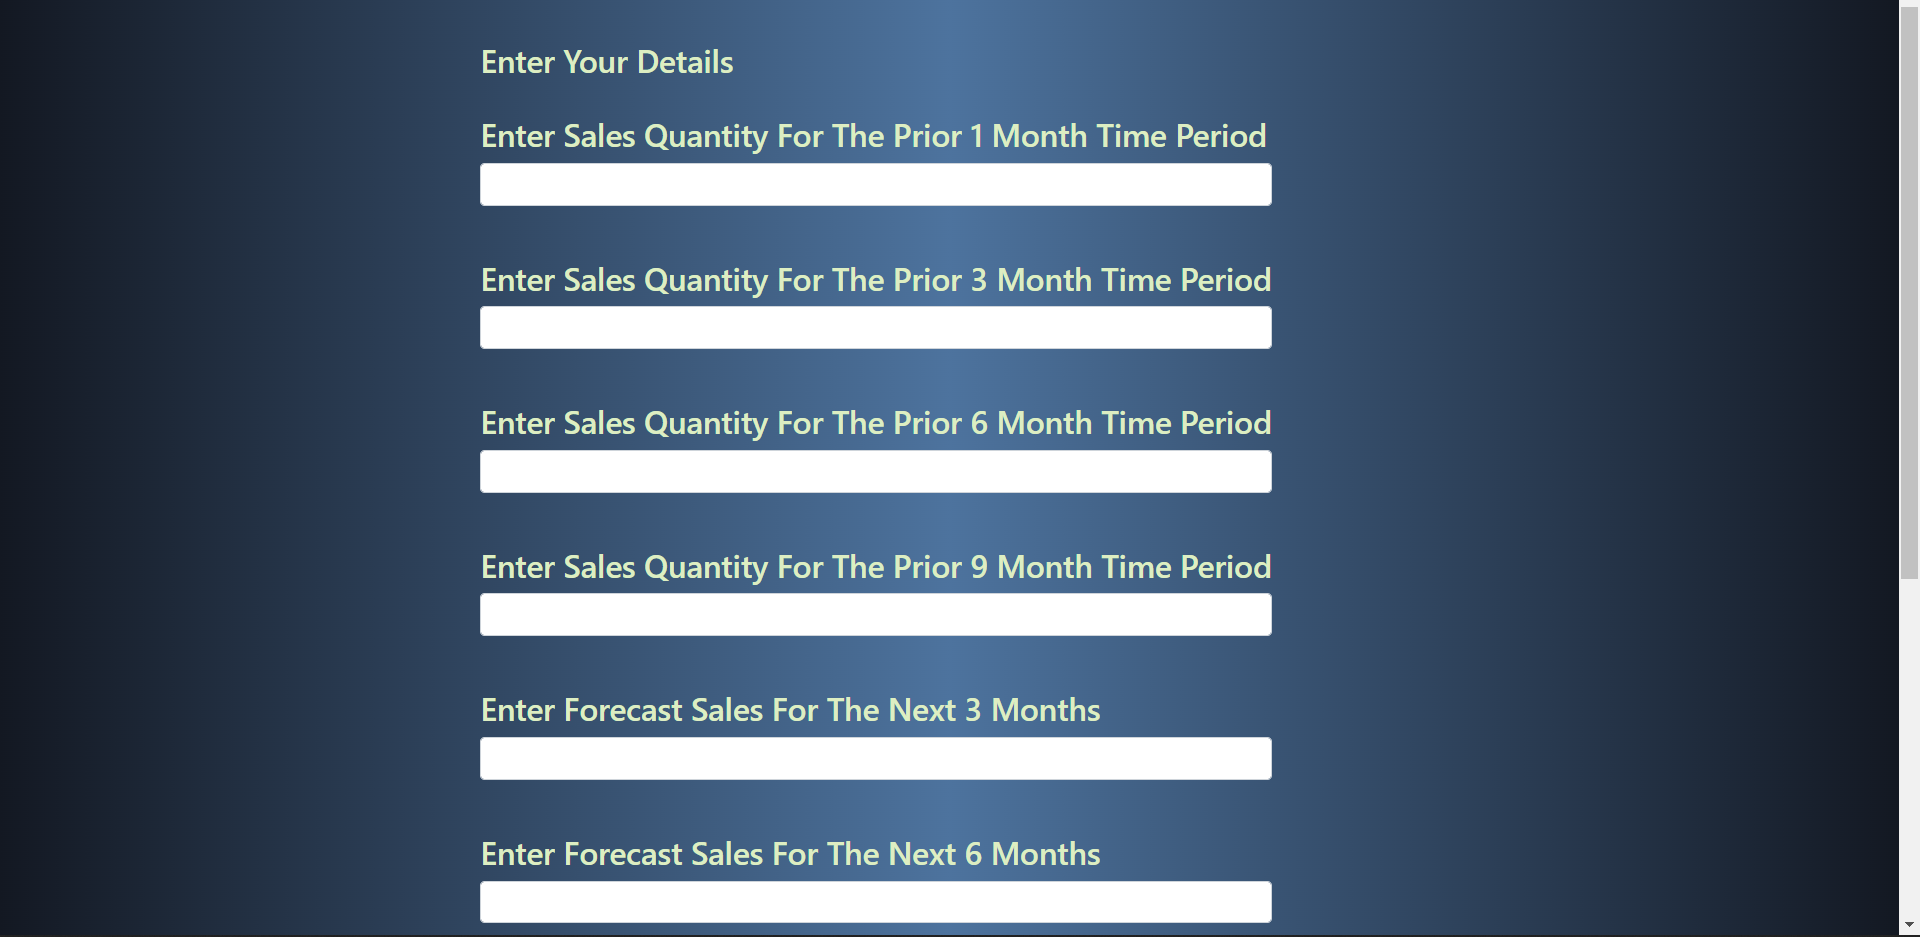 Enter Your Details
Enter Sales Quantity For The Prior 1 Month Time Period
Enter Sales Quantity For The Prior 3 Month Time Period
Enter Sales Quantity For The Prior 6 Month Time Period
Enter Sales Quantity For The Prior 9 Month Time Period
Enter Forecast Sales For The Next 3 Months
Enter Forecast Sales For The Next 6 Months